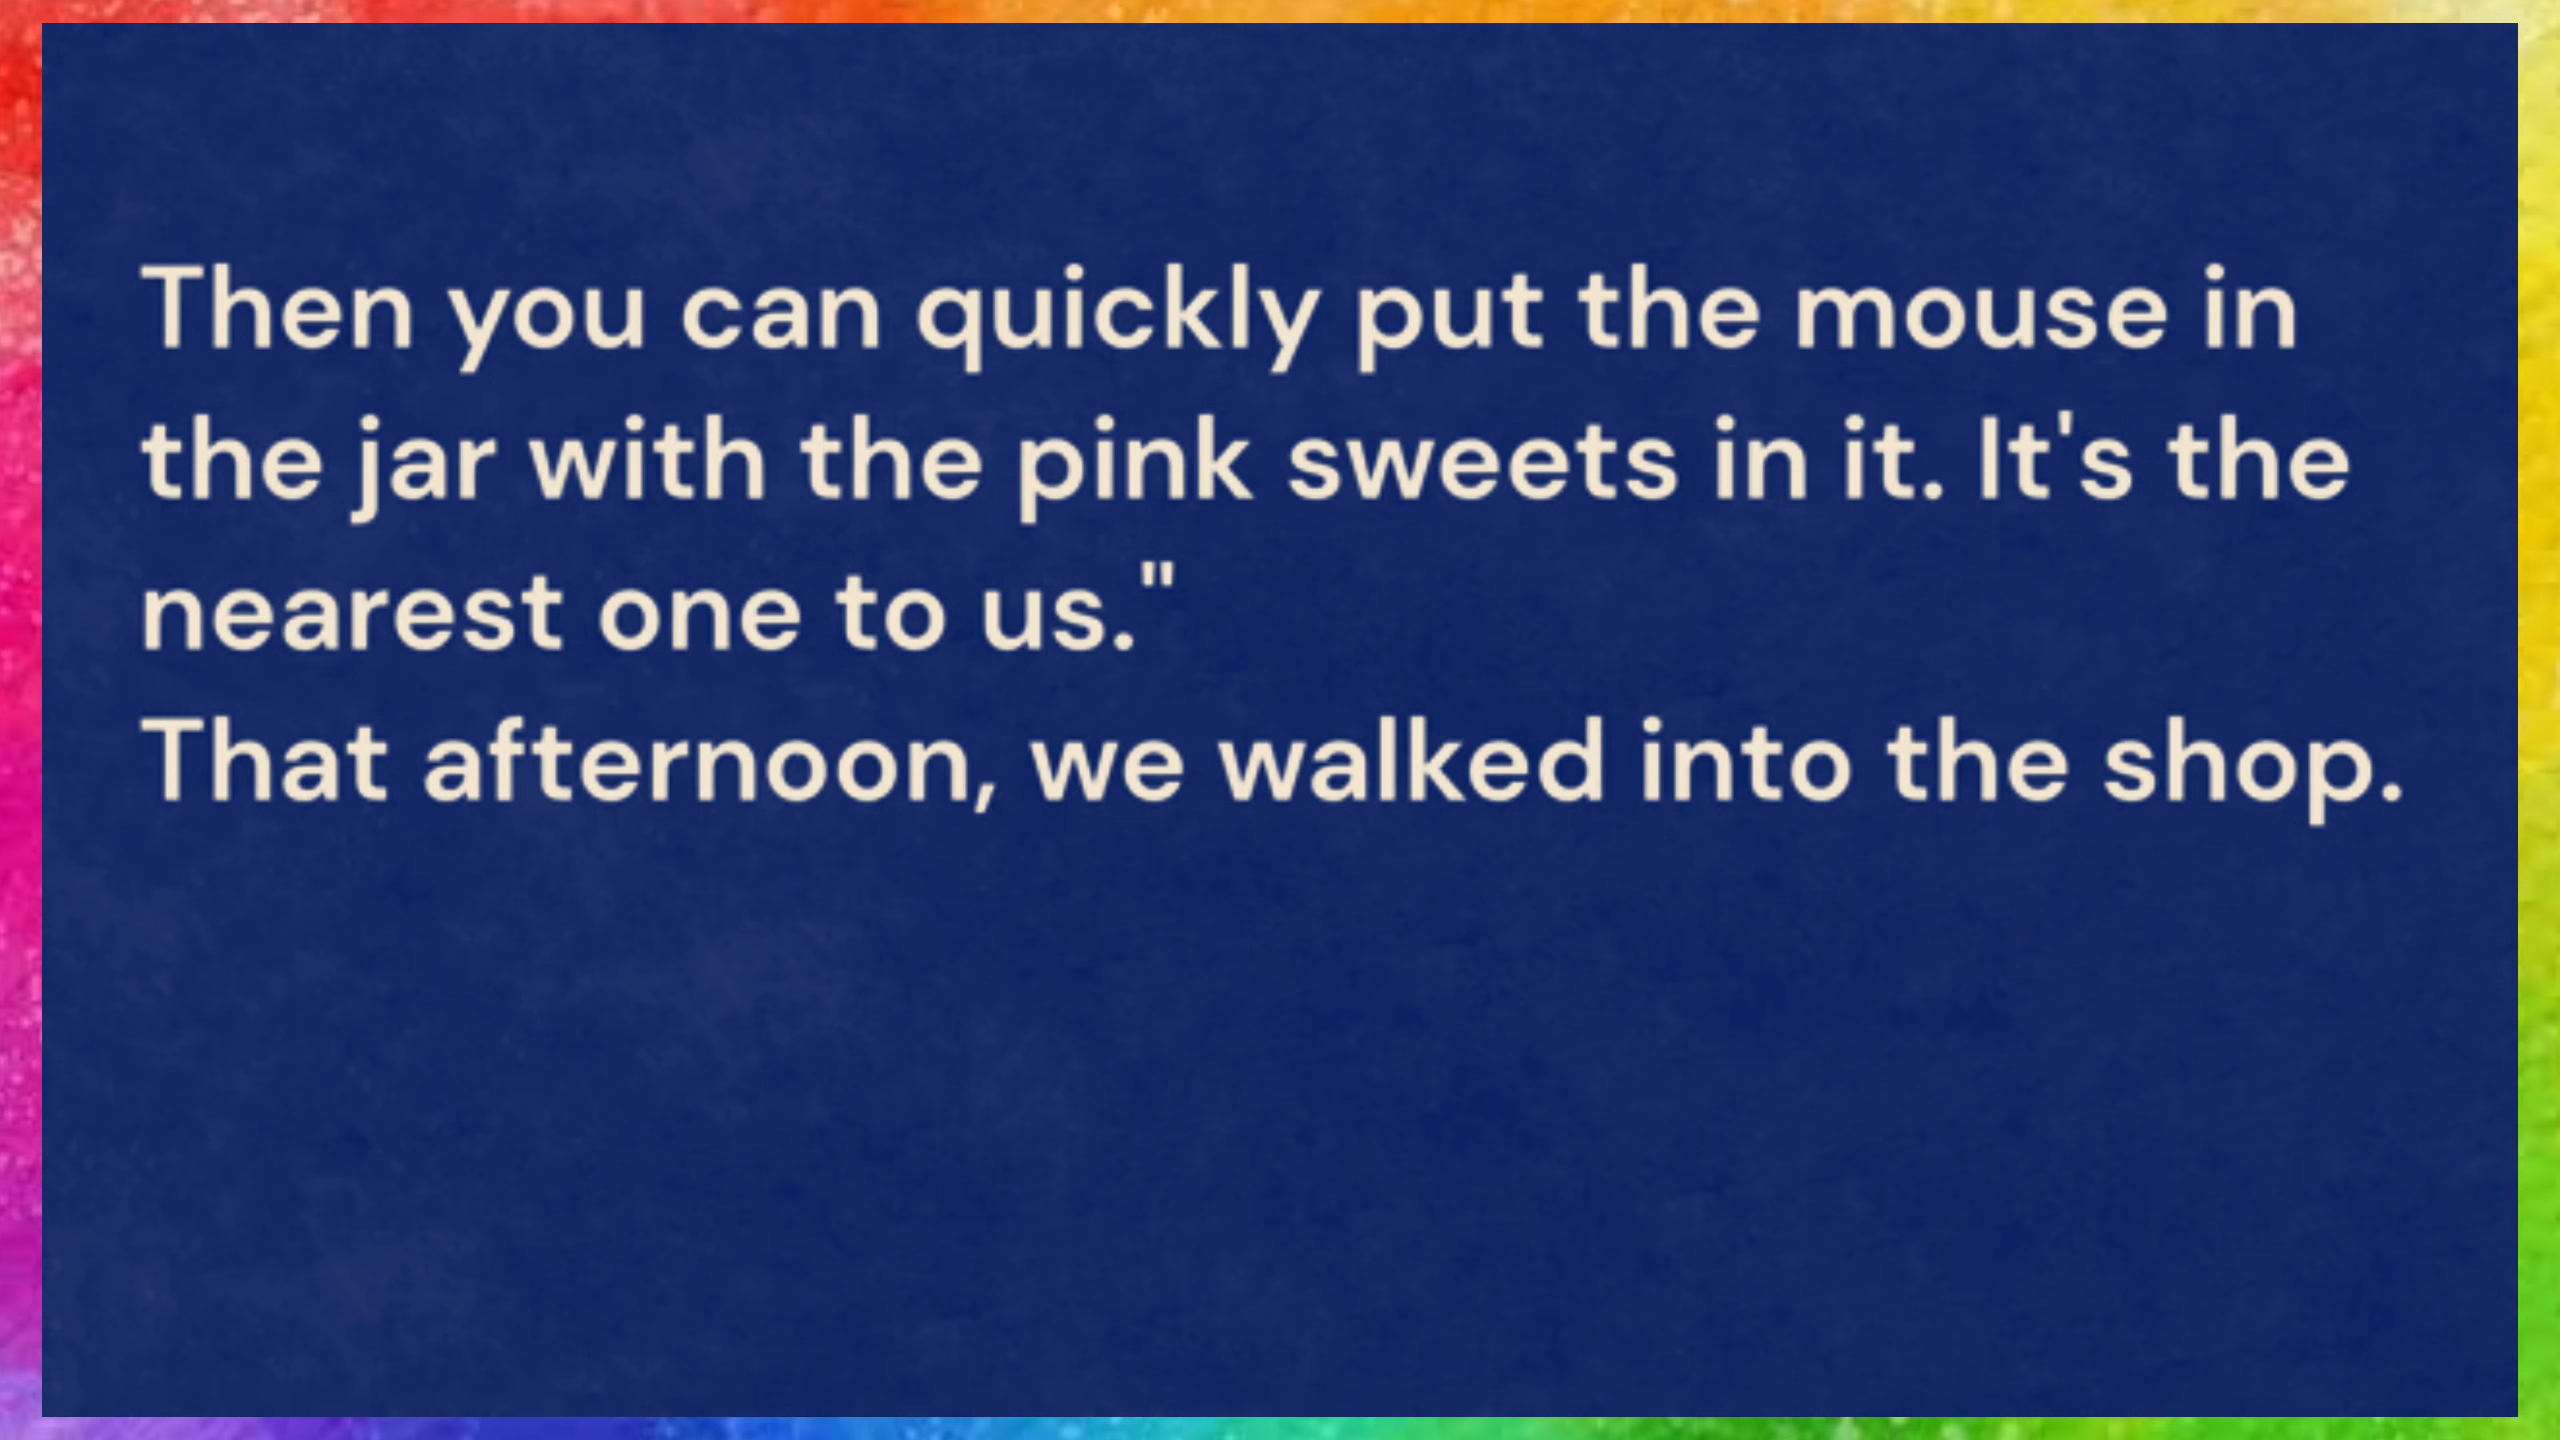 Then you can quickly put the mouse in
the jar with the pink sweets in it. It's the
nearest one to us."
That afternoon, we walked into the shop.